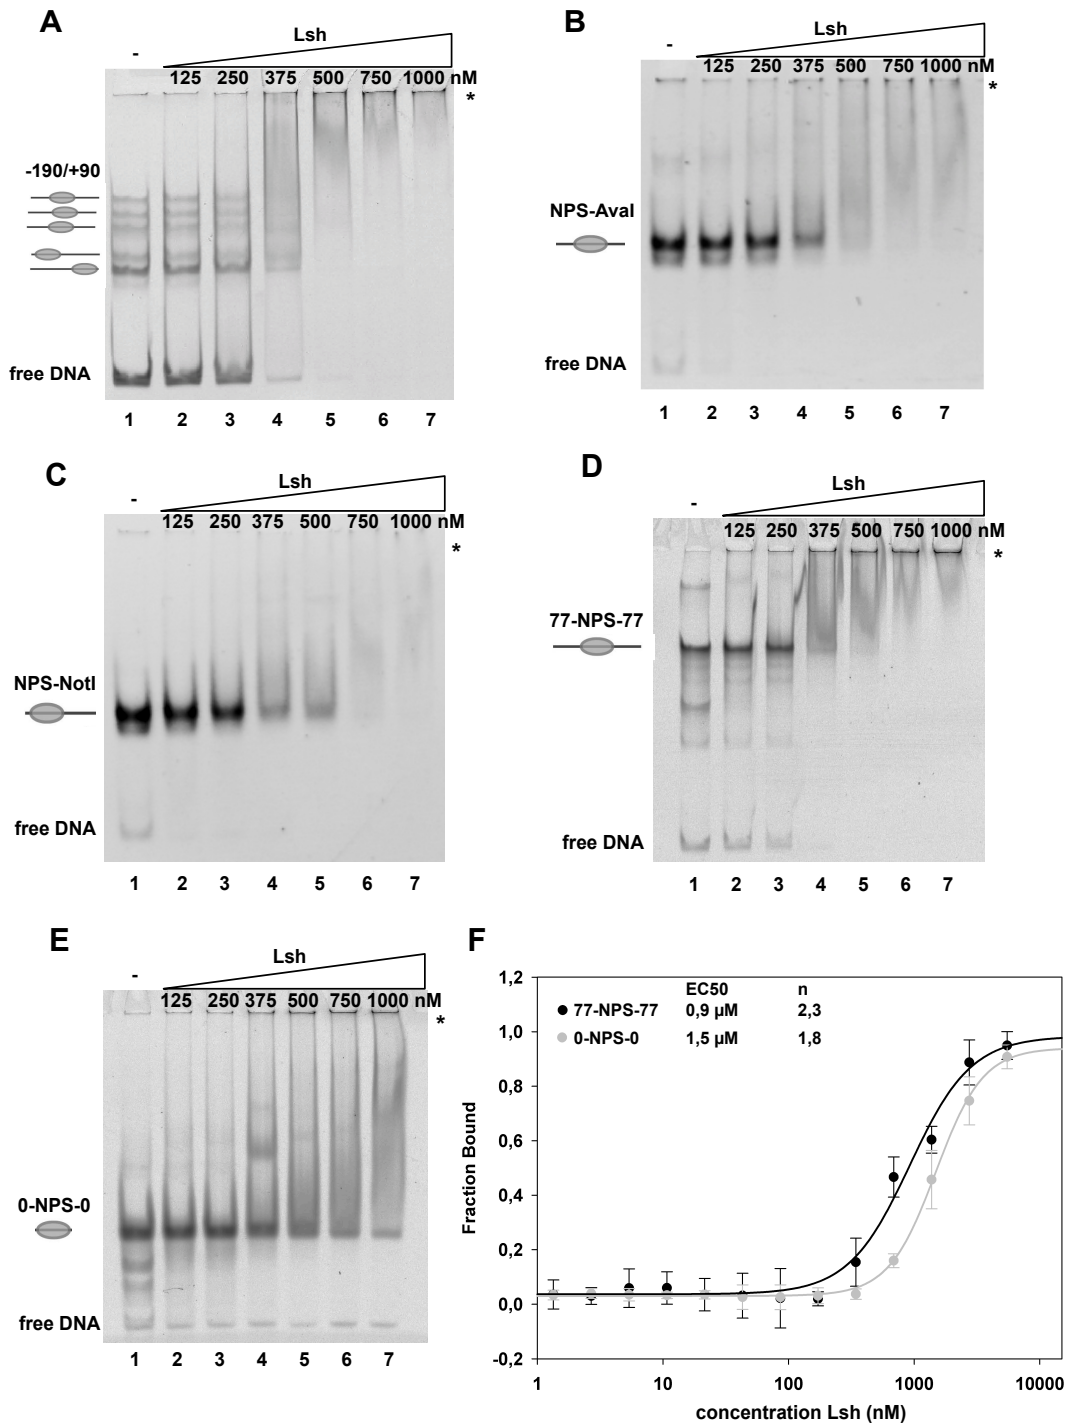 A
Lsh
-
125 250 375 500 750 1000 nM
*
-190/+90
free DNA
1 2 3 4 5 6 7
B
Lsh
-
125 250 375 500 750 1000 nM
*
NPS-AvaI
free DNA
1 2 3 4 5 6 7
C
Lsh
-
125 250 375 500 750 1000 nM
*
NPS-NotI
free DNA
1 2 3 4 5 6 7
D
Lsh
-
125 250 375 500 750 1000 nM
*
77-NPS-77
free DNA
1 2 3 4 5 6 7
E
Lsh
-
125 250 375 500 750 1000 nM
*
0-NPS-0
free DNA
1 2 3 4 5 6 7
F
EC50 n
77-NPS-77 0,9 µM 2,3
0-NPS-0 1,5 µM 1,8
Fraction Bound
1,2
1,0
0,8
0,6
0,4
0,2
0,0
-0,2
1 10 100 1000 10000
concentration Lsh (nM)